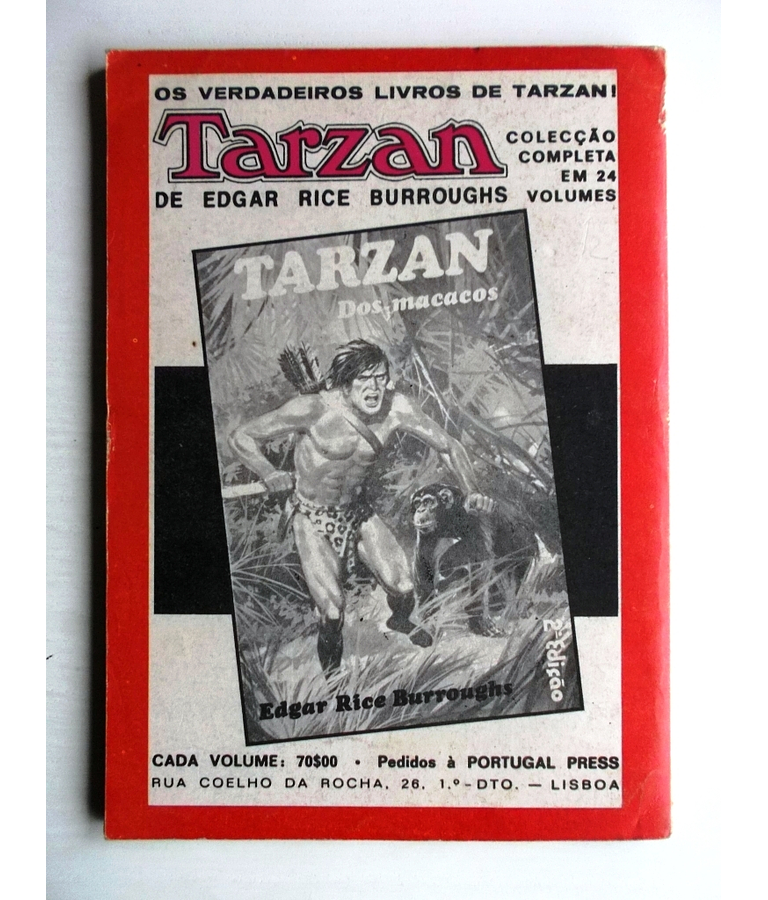 OS VERDADEIROS LIVROS DE TARZAN!
Tarzan
COLECÇÃO
COMPLETA
EM 24
VOLUMES
DE EDGAR RICE BURROUGHS
TARZAN
Dos macacos
2ª Edição
Edgar Rice Burroughs
CADA VOLUME: 70$00 • Pedidos à PORTUGAL PRESS
RUA COELHO DA ROCHA, 26, 1.º-DTO. — LISBOA